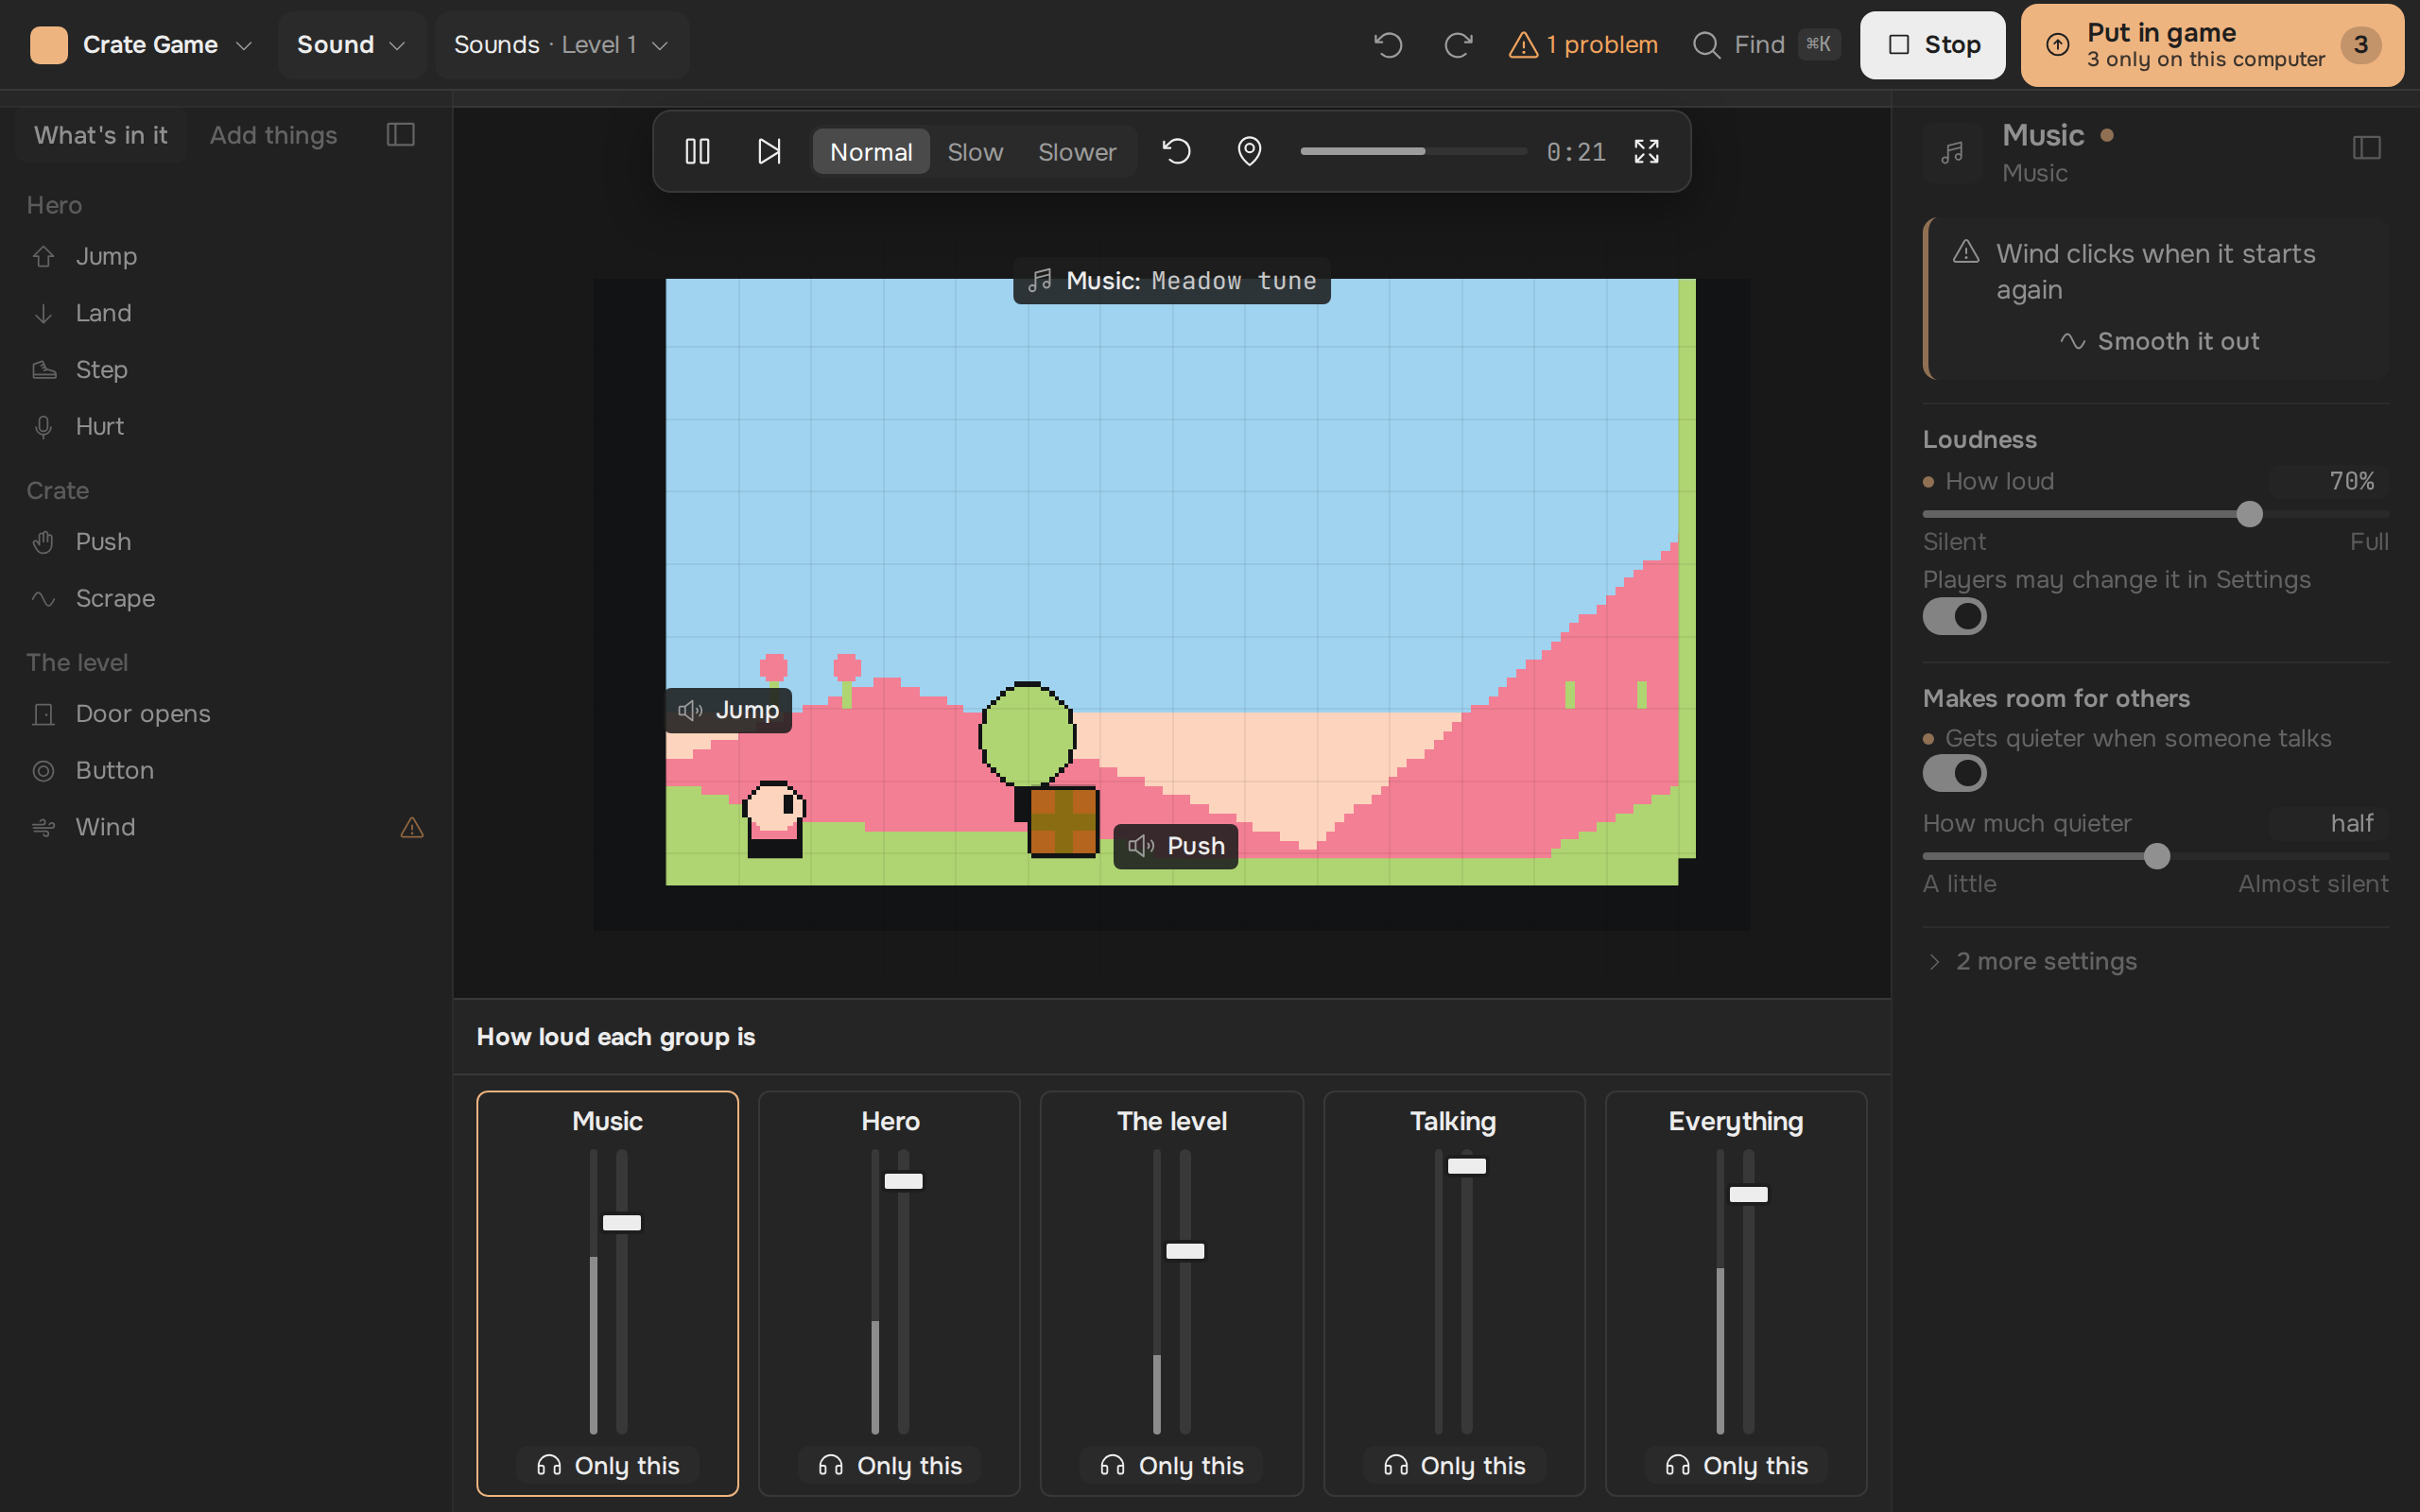 Crate Game
Sound
Sounds · Level 1
1 problem
Find ⌘K
Stop
Put in game
3 only on this computer
3
What's in it
Add things
Hero
Jump
Land
Step
Hurt
Crate
Push
Scrape
The level
Door opens
Button
Wind
Normal
Slow
Slower
0:21
Music: Meadow tune
Jump
Push
How loud each group is
Music
Hero
The level
Talking
Everything
Only this
Only this
Only this
Only this
Only this
Music
Music
Wind clicks when it starts
again
Smooth it out
Loudness
How loud
70%
Silent
Full
Players may change it in Settings
Makes room for others
Gets quieter when someone talks
How much quieter
half
A little
Almost silent
2 more settings